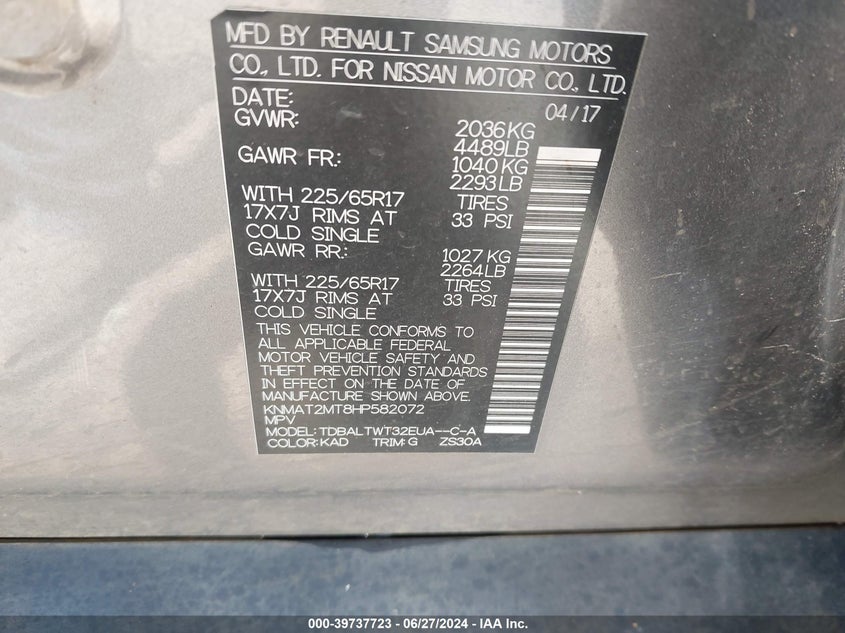 MFD BY RENAULT SAMSUNG MOTORS
CO., LTD. FOR NISSAN MOTOR CO., LTD.
DATE: 04/17
GVWR: 2036KG
4489LB
GAWR FR.: 1040KG
2293LB
WITH 225/65R17 TIRES
17X7J RIMS AT 33 PSI
COLD SINGLE
GAWR RR.: 1027KG
2264LB
WITH 225/65R17 TIRES
17X7J RIMS AT 33 PSI
COLD SINGLE
THIS VEHICLE CONFORMS TO
ALL APPLICABLE FEDERAL
MOTOR VEHICLE SAFETY AND
THEFT PREVENTION STANDARDS
IN EFFECT ON THE DATE OF
MANUFACTURE SHOWN ABOVE.
KNMAT2MT8HP582072
MPV
MODEL:TDBALTWT32EUA--C-A
COLOR:KAD TRIM:G ZS30A
000-39737723 - 06/27/2024 - IAA Inc.